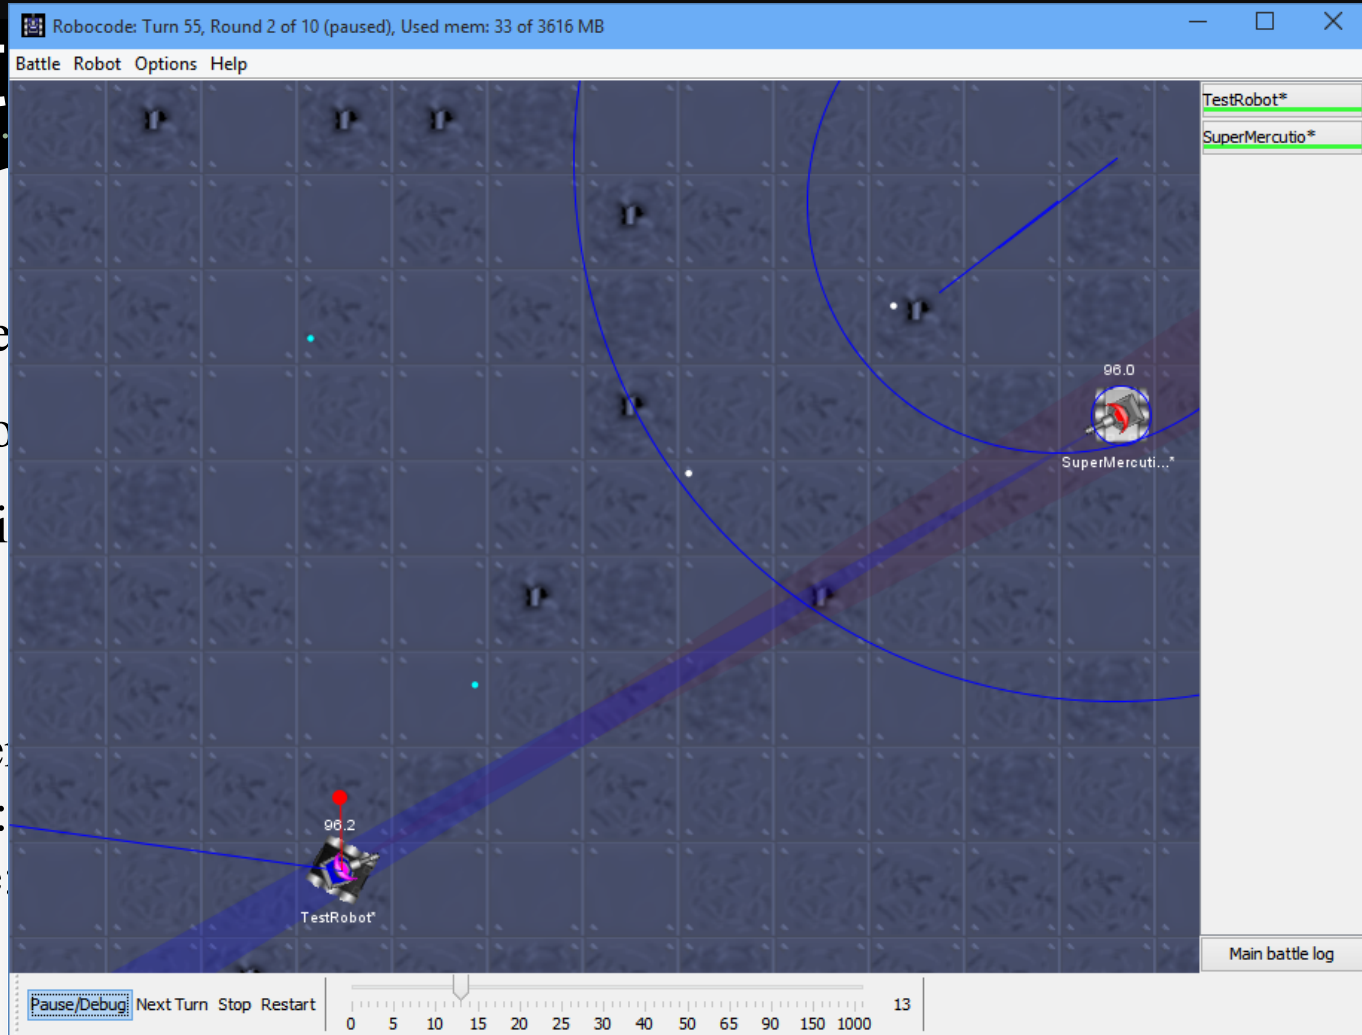 Robocode: Turn 55, Round 2 of 10 (paused), Used mem: 33 of 3616 MB
Battle Robot Options Help
TestRobot*
SuperMercutio*
96.0
SuperMercuti...*
96.2
TestRobot*
Main battle log
Pause/Debug Next Turn Stop Restart
13
0 5 10 15 20 25 30 40 50 65 90 150 1000